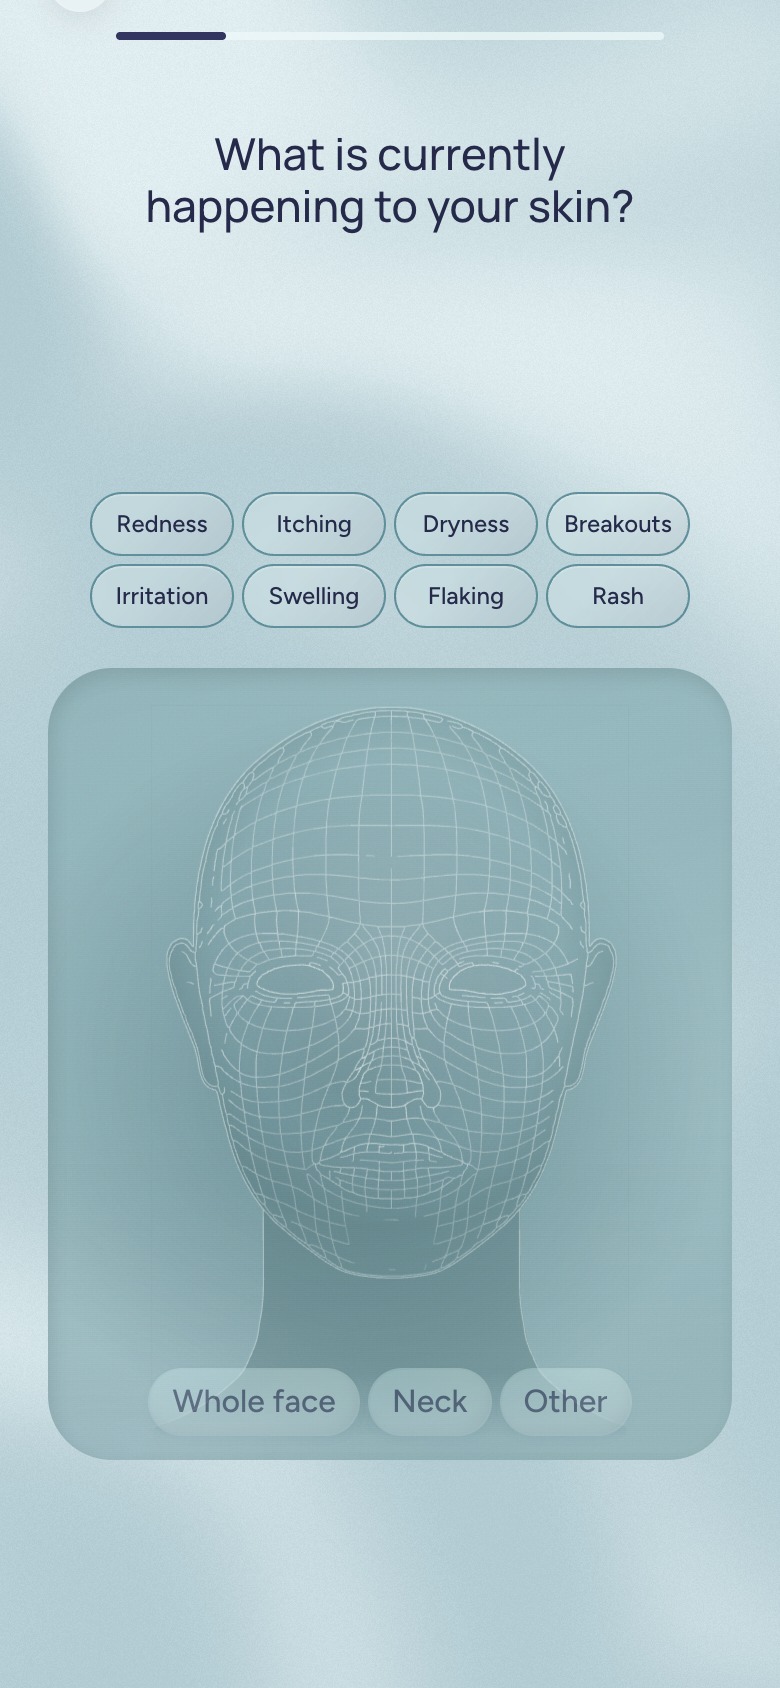 What is currently
happening to your skin?
Redness Itching Dryness Breakouts
Irritation Swelling Flaking Rash
Whole face Neck Other